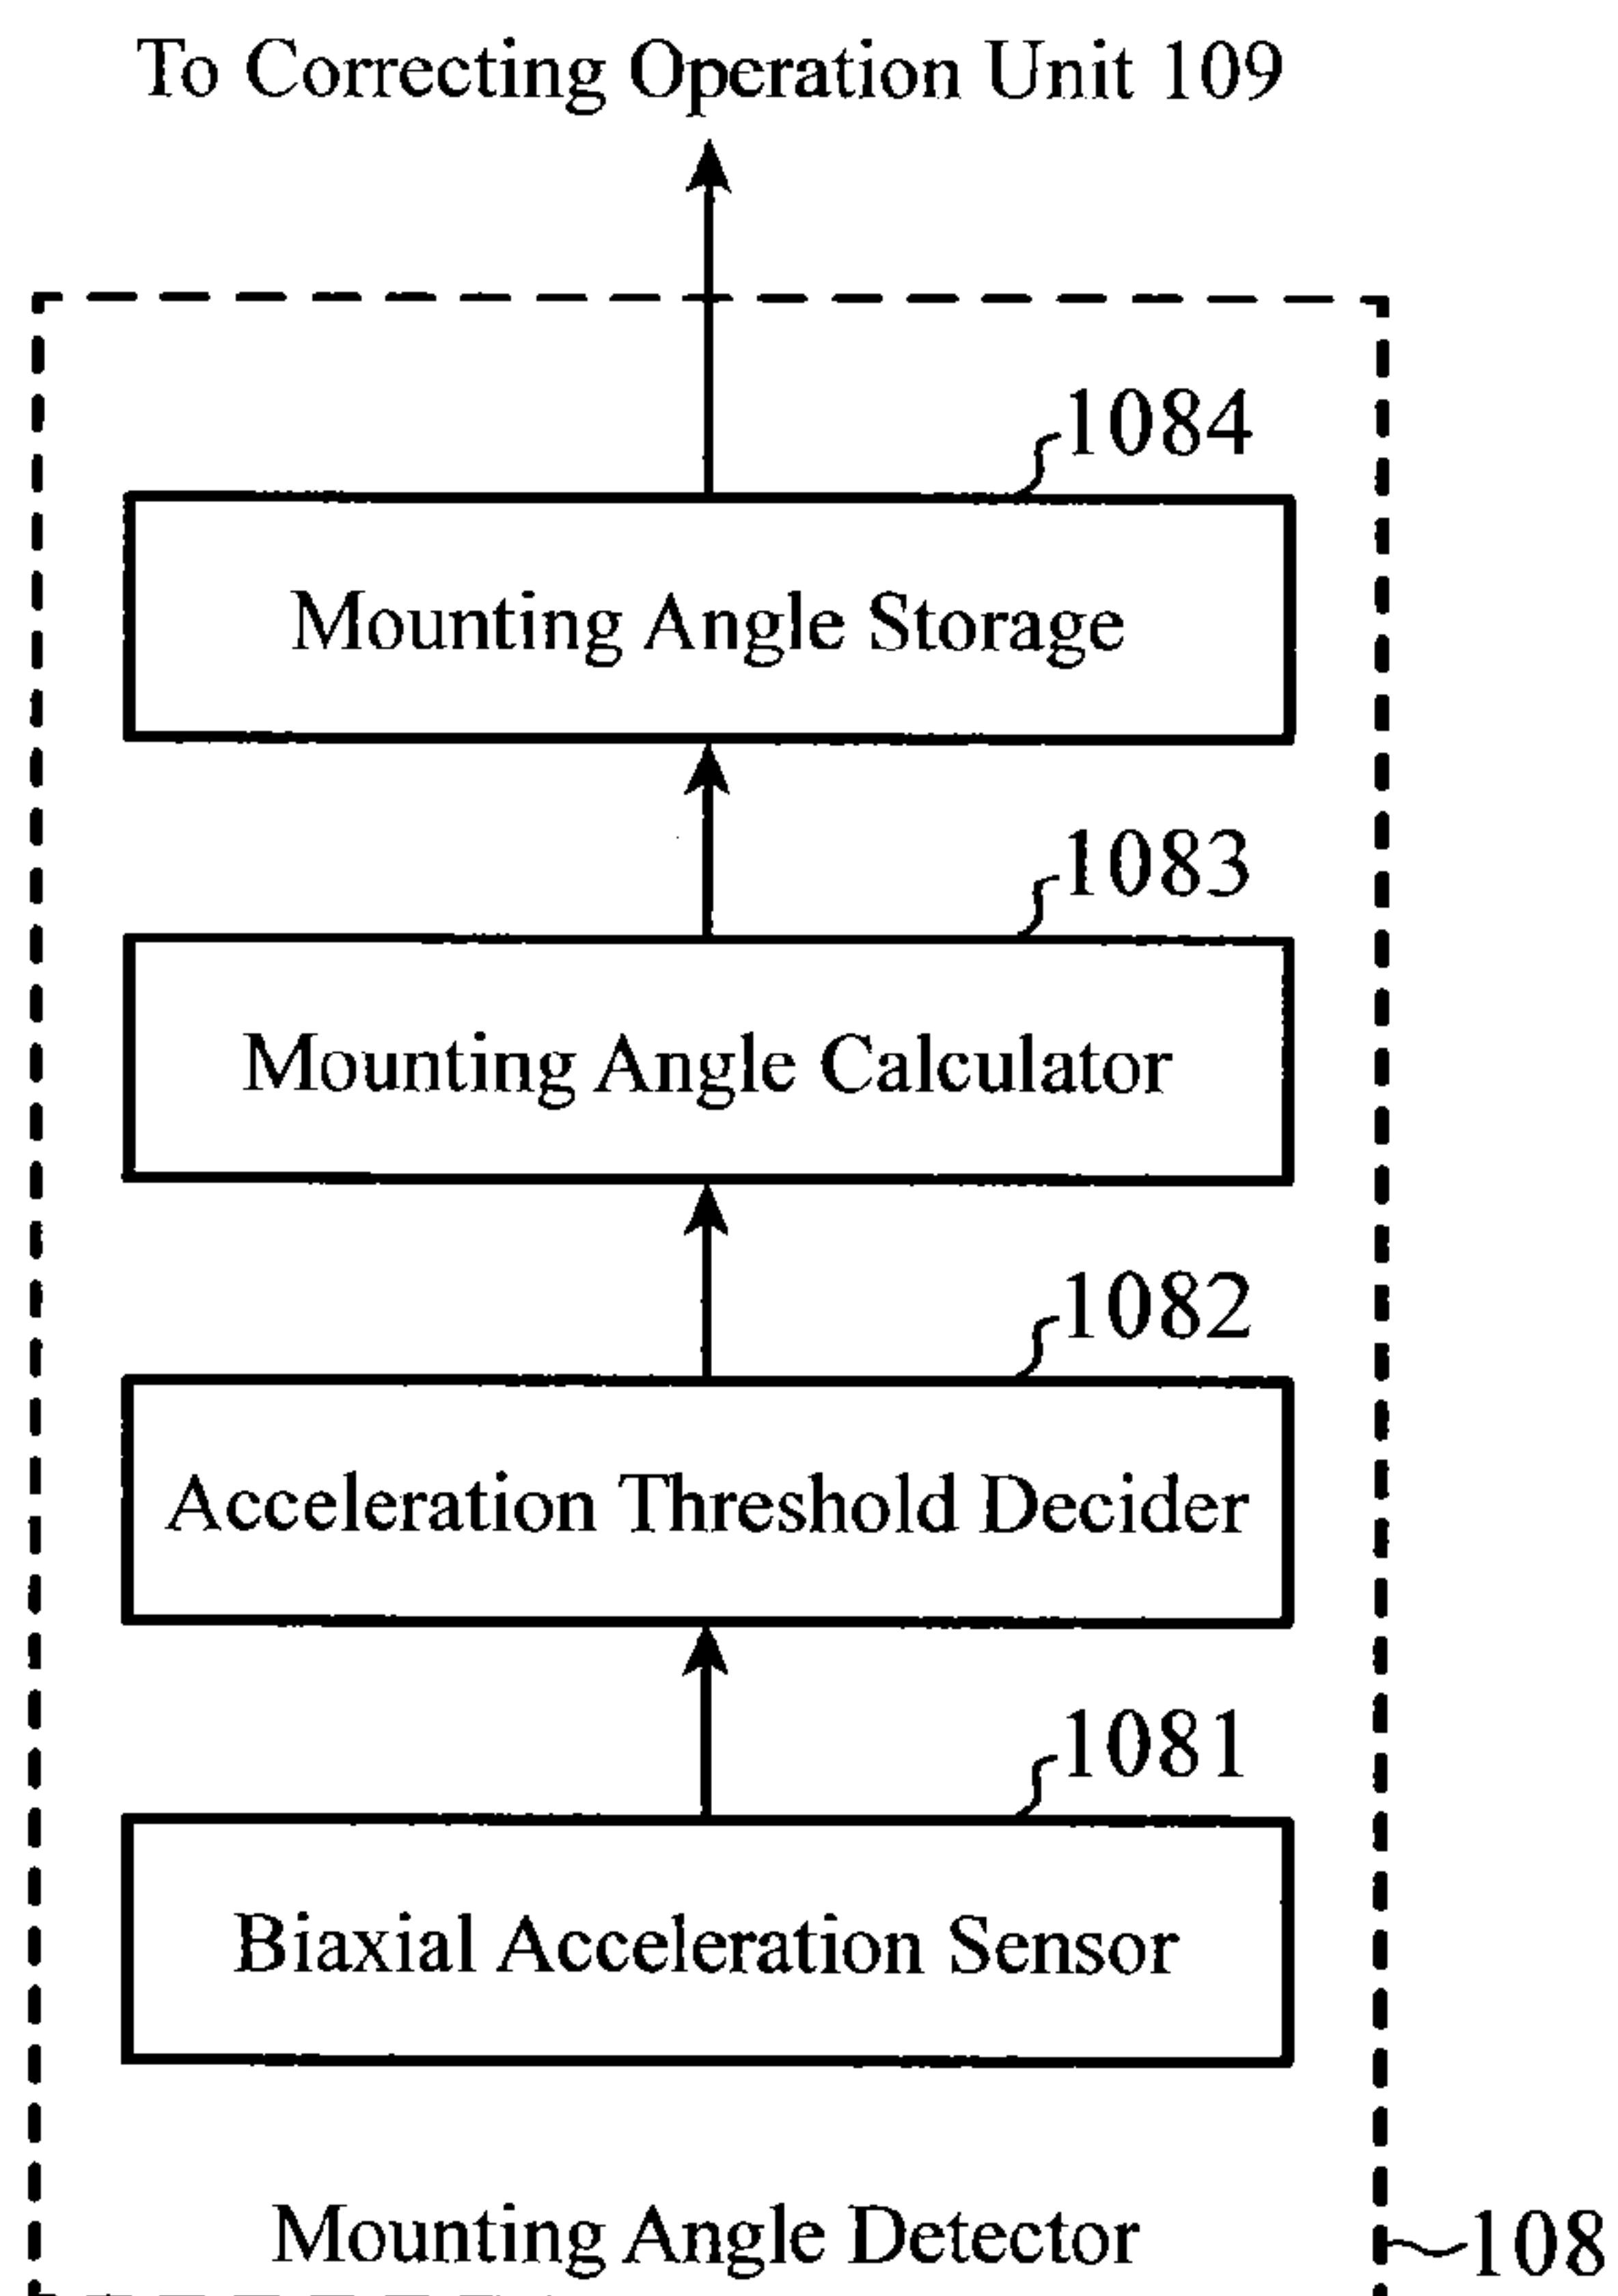 To Correcting Operation Unit 109
1084
Mounting Angle Storage
1083
Mounting Angle Calculator
1082
Acceleration Threshold Decider
1081
Biaxial Acceleration Sensor
Mounting Angle Detector
108